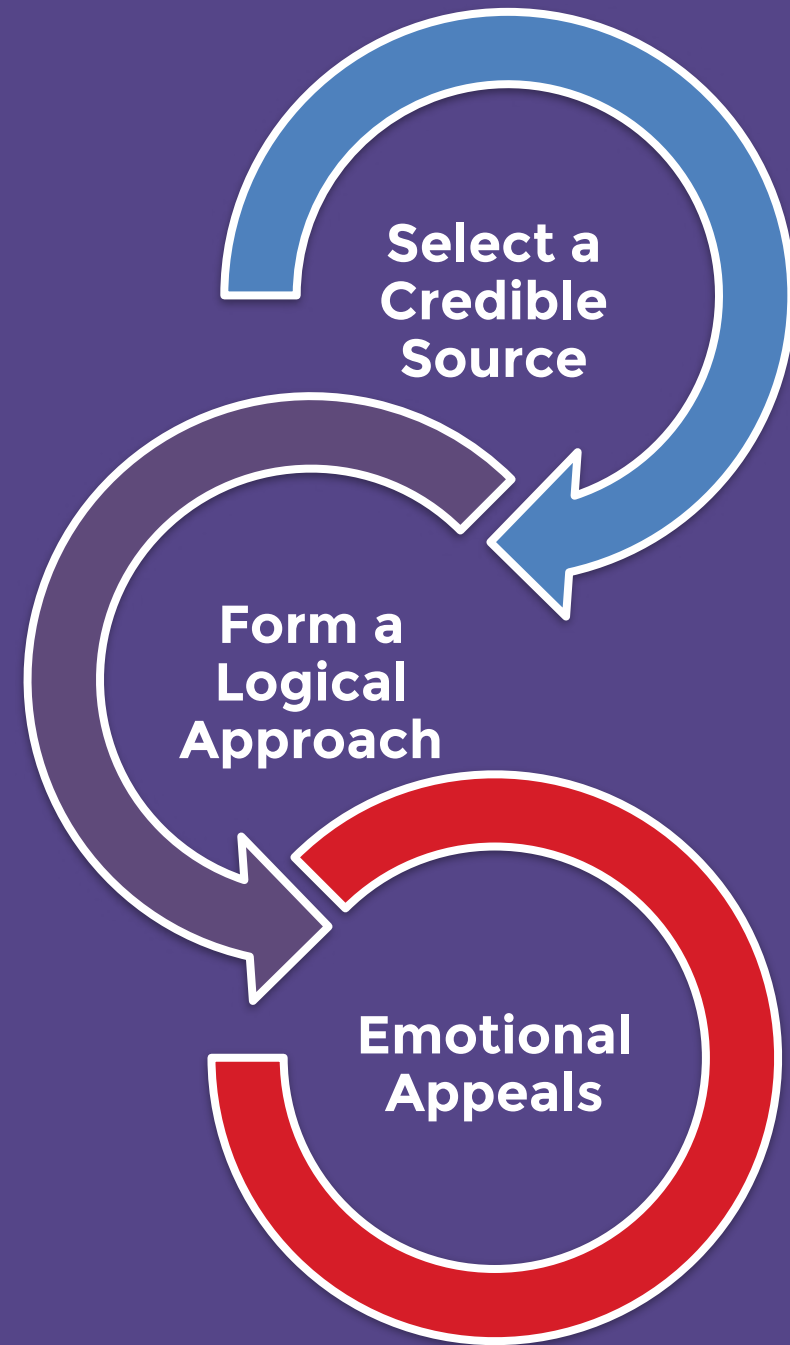 Select a
Credible
Source
Form a
Logical
Approach
Emotional
Appeals